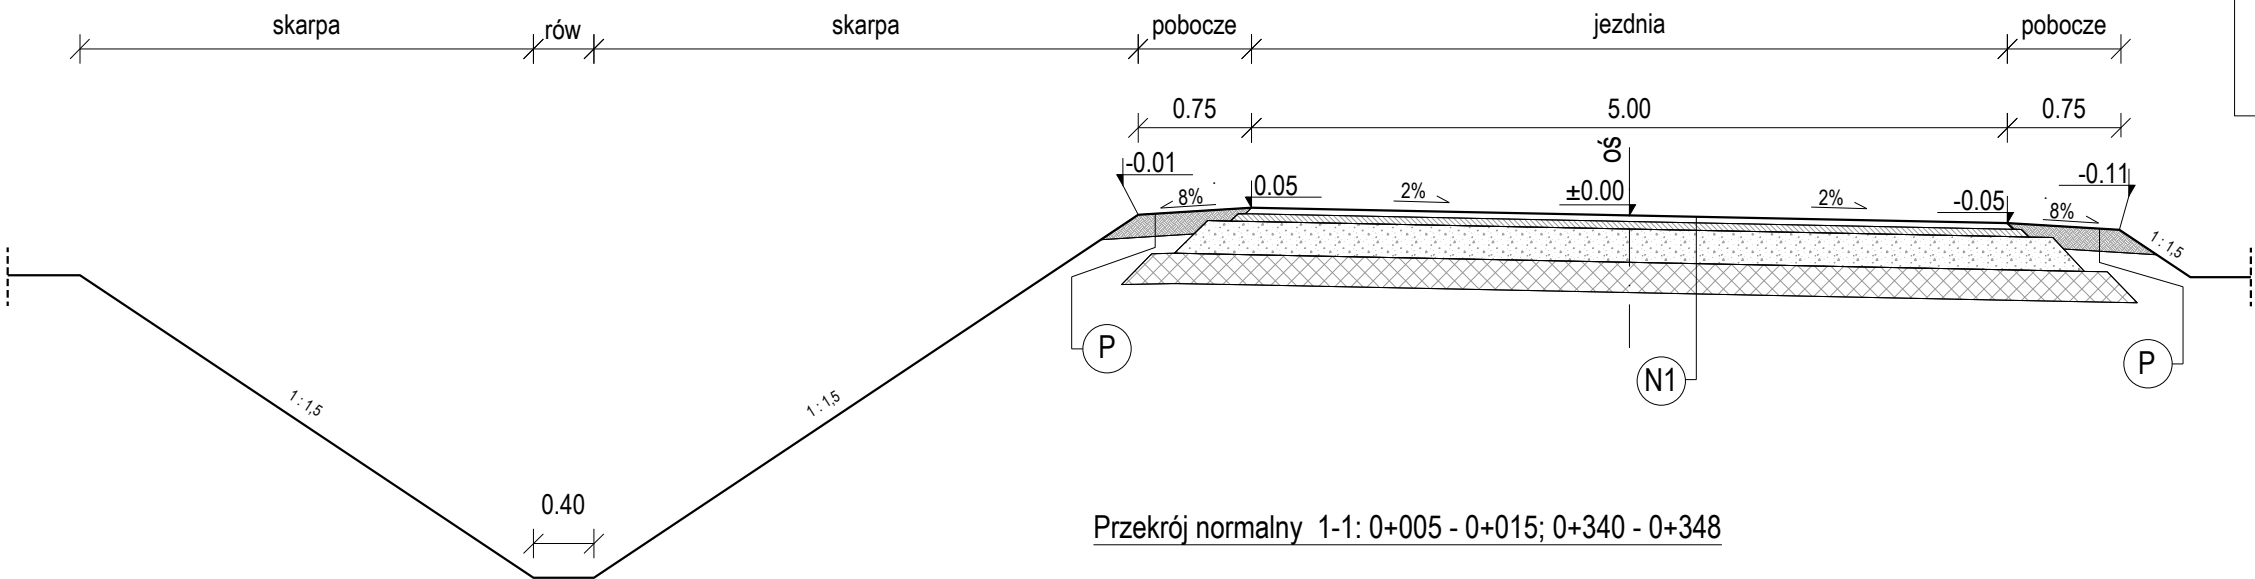 skarpa rów skarpa pobocze jezdnia pobocze
0.75 5.00 0.75
oś
-0.01 0.05 2% ±0.00 2% -0.05 -0.11
8% 8%
1:1,5
P N1 P
1:1,5 1:1,5
0.40
Przekrój normalny 1-1: 0+005 - 0+015; 0+340 - 0+348